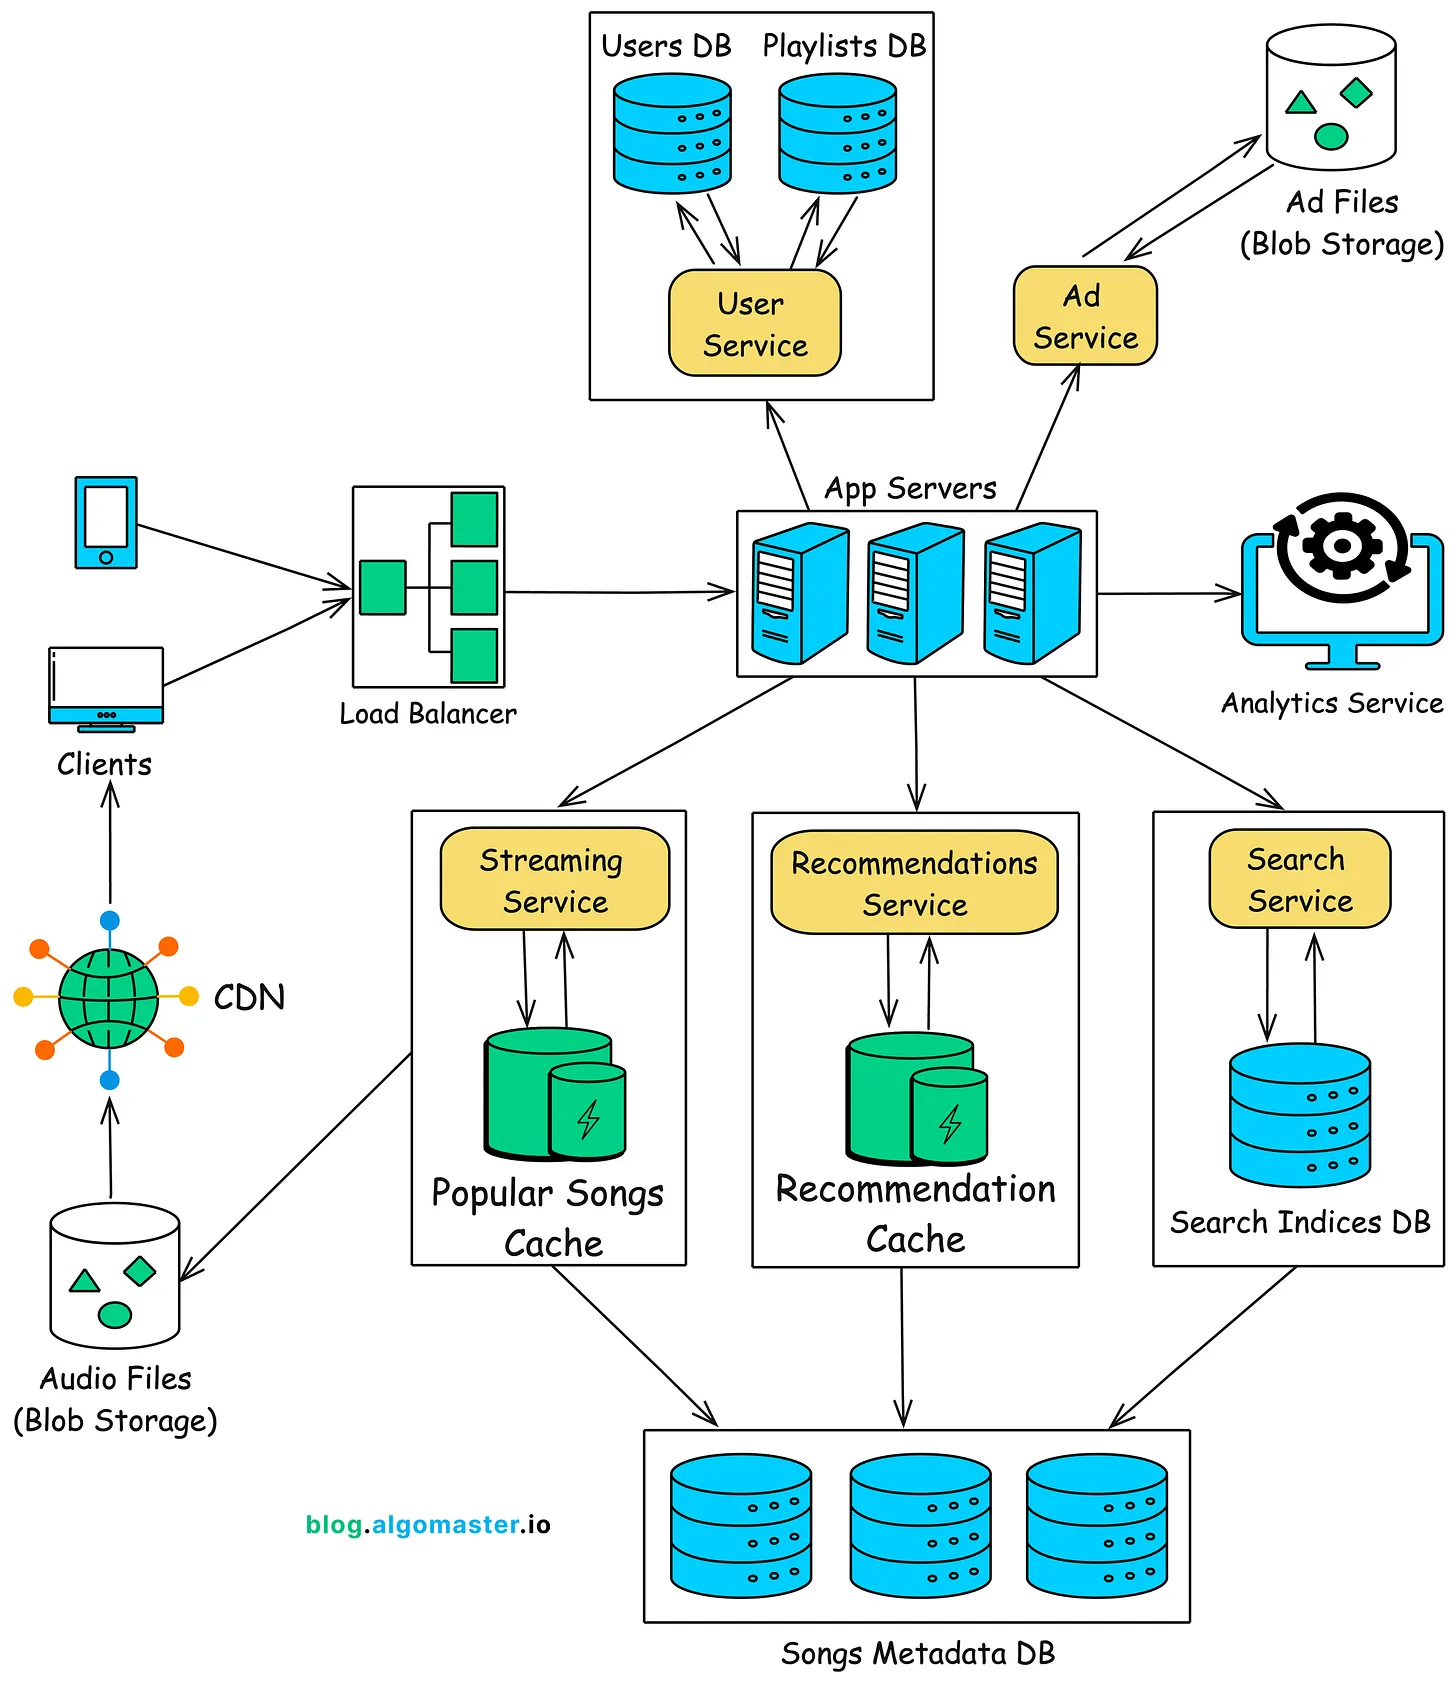 Users DB
Playlists DB
User
Service
Ad Files
(Blob Storage)
Ad
Service
App Servers
Load Balancer
Analytics Service
Clients
CDN
Streaming
Service
Popular Songs
Cache
Recommendations
Service
Recommendation
Cache
Search
Service
Search Indices DB
Audio Files
(Blob Storage)
blog.algomaster.io
Songs Metadata DB